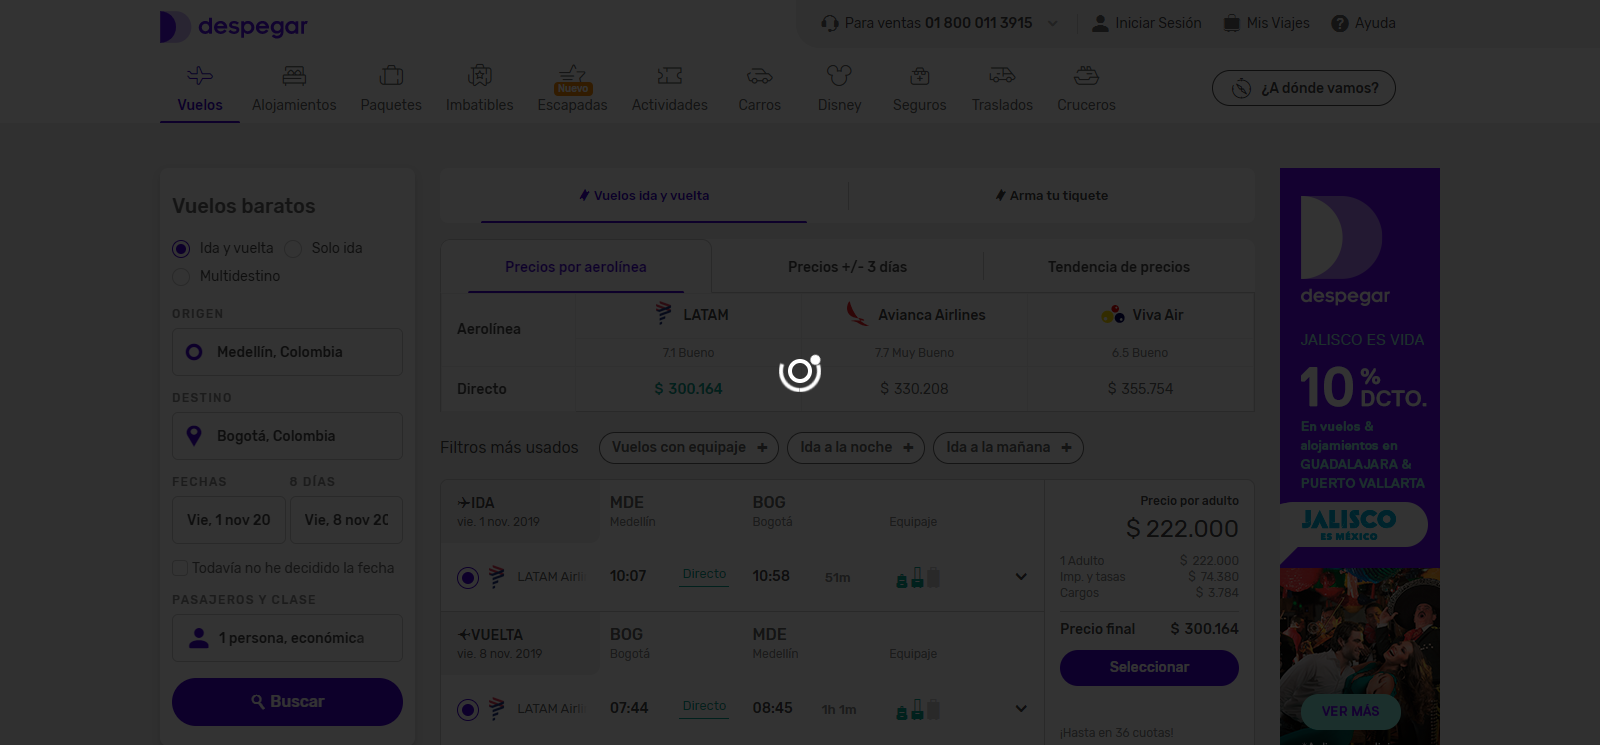 despegar
Para ventas 01 800 011 3915
Iniciar Sesión
Mis Viajes
Ayuda
Vuelos
Alojamientos
Paquetes
Imbatibles
Nuevo
Escapadas
Actividades
Carros
Disney
Seguros
Traslados
Cruceros
¿A dónde vamos?
Vuelos baratos
Ida y vuelta
Solo ida
Multidestino
ORIGEN
Medellín, Colombia
DESTINO
Bogotá, Colombia
FECHAS
8 DÍAS
Vie, 1 nov 20
Vie, 8 nov 20
Todavía no he decidido la fecha
PASAJEROS Y CLASE
1 persona, económica
Buscar
Vuelos ida y vuelta
Arma tu tiquete
Precios por aerolínea
Precios +/- 3 días
Tendencia de precios
Aerolínea
LATAM
Avianca Airlines
Viva Air
7.1 Bueno
7.7 Muy Bueno
6.5 Bueno
Directo
$ 300.164
$ 330.208
$ 355.754
Filtros más usados
Vuelos con equipaje +
Ida a la noche +
Ida a la mañana +
IDA
vie. 1 nov. 2019
MDE
Medellín
BOG
Bogotá
Equipaje
LATAM Airli
10:07
Directo
10:58
51m
VUELTA
vie. 8 nov. 2019
BOG
Bogotá
MDE
Medellín
Equipaje
LATAM Airli
07:44
Directo
08:45
1h 1m
Precio por adulto
$ 222.000
1 Adulto $ 222.000
Imp. y tasas $ 74.380
Cargos $ 3.784
Precio final $ 300.164
Seleccionar
¡Hasta en 36 cuotas!
despegar
JALISCO ES VIDA
10 %
DCTO.
En vuelos &
alojamientos en
GUADALAJARA &
PUERTO VALLARTA
JALISCO
ES MÉXICO
VER MÁS